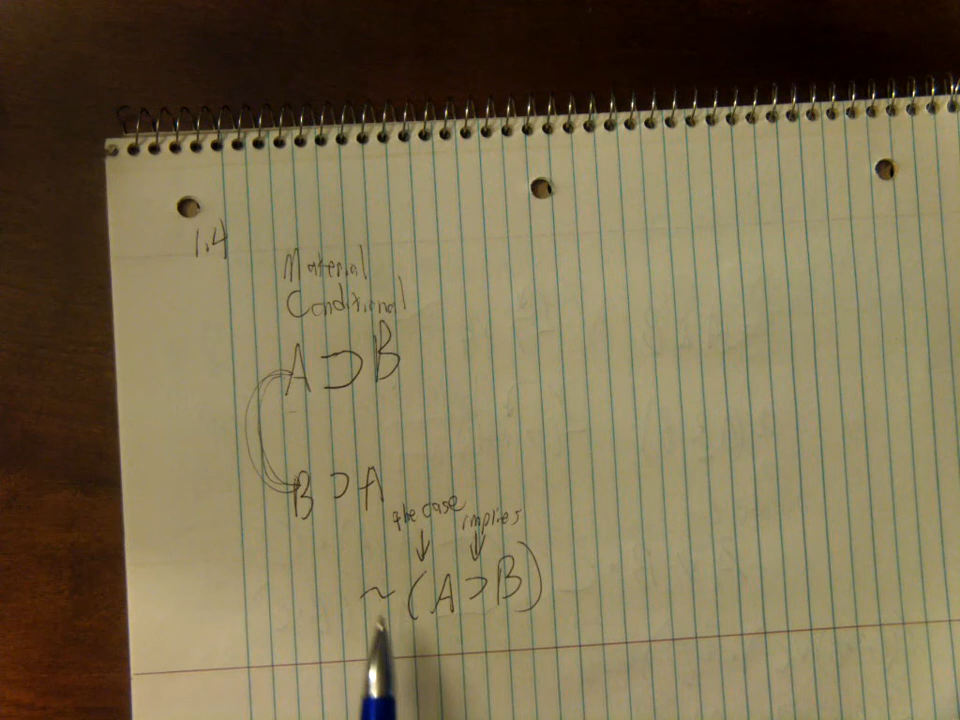 1.4
Material
Conditional
A ⊃ B
B ⊃ A
the case implies
~ (A ⊃ B)